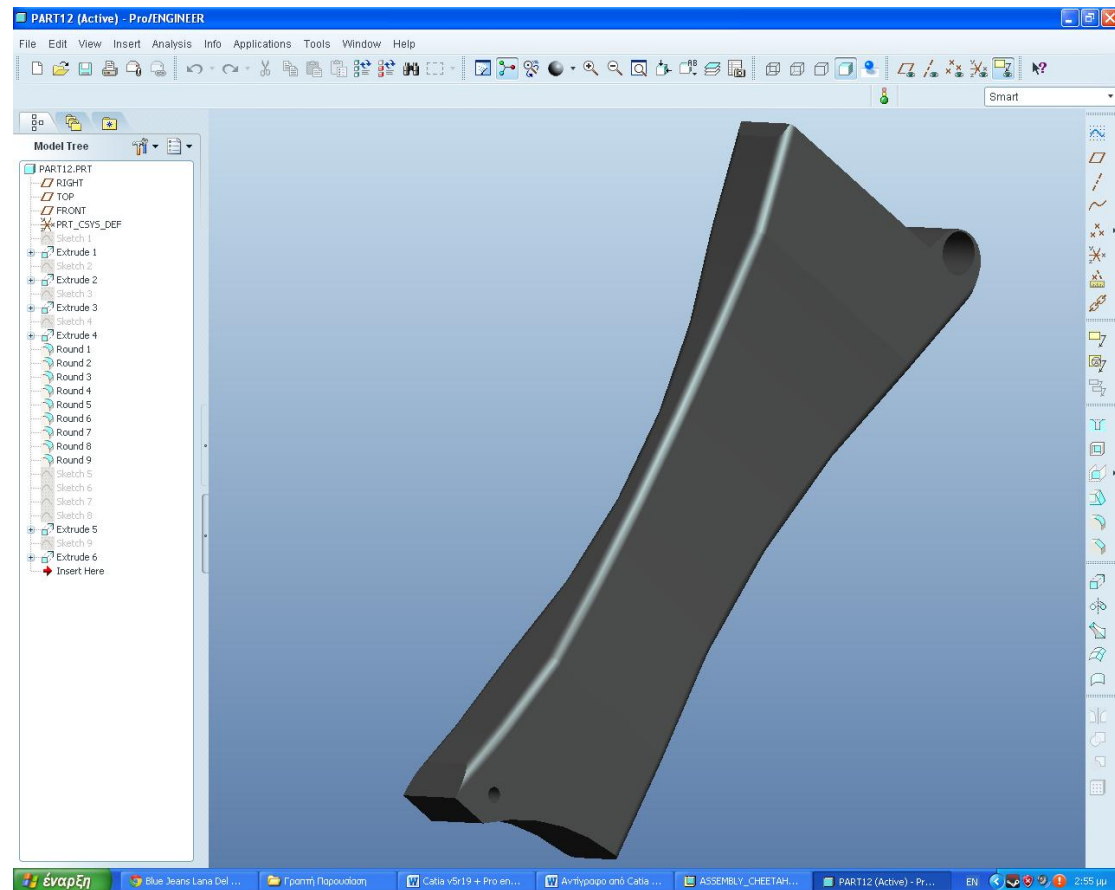 PART12 (Active) - Pro/ENGINEER
File Edit View Insert Analysis Info Applications Tools Window Help
Smart
Model Tree
PART12.PRT
RIGHT
TOP
FRONT
PRT_CSYS_DEF
Sketch 1
Extrude 1
Sketch 2
Extrude 2
Sketch 3
Extrude 3
Sketch 4
Extrude 4
Round 1
Round 2
Round 3
Round 4
Round 5
Round 6
Round 7
Round 8
Round 9
Sketch 5
Sketch 6
Sketch 7
Sketch 8
Extrude 5
Sketch 9
Extrude 6
Insert Here
έναρξη Blue Jeans Lana Del ... Γραπτή Παρουσίαση Catia v5r19 + Pro en... Αντίγραφο από Catia ... ASSEMBLY_CHEETAH... PART12 (Active) - Pr... EN 2:55 μμ